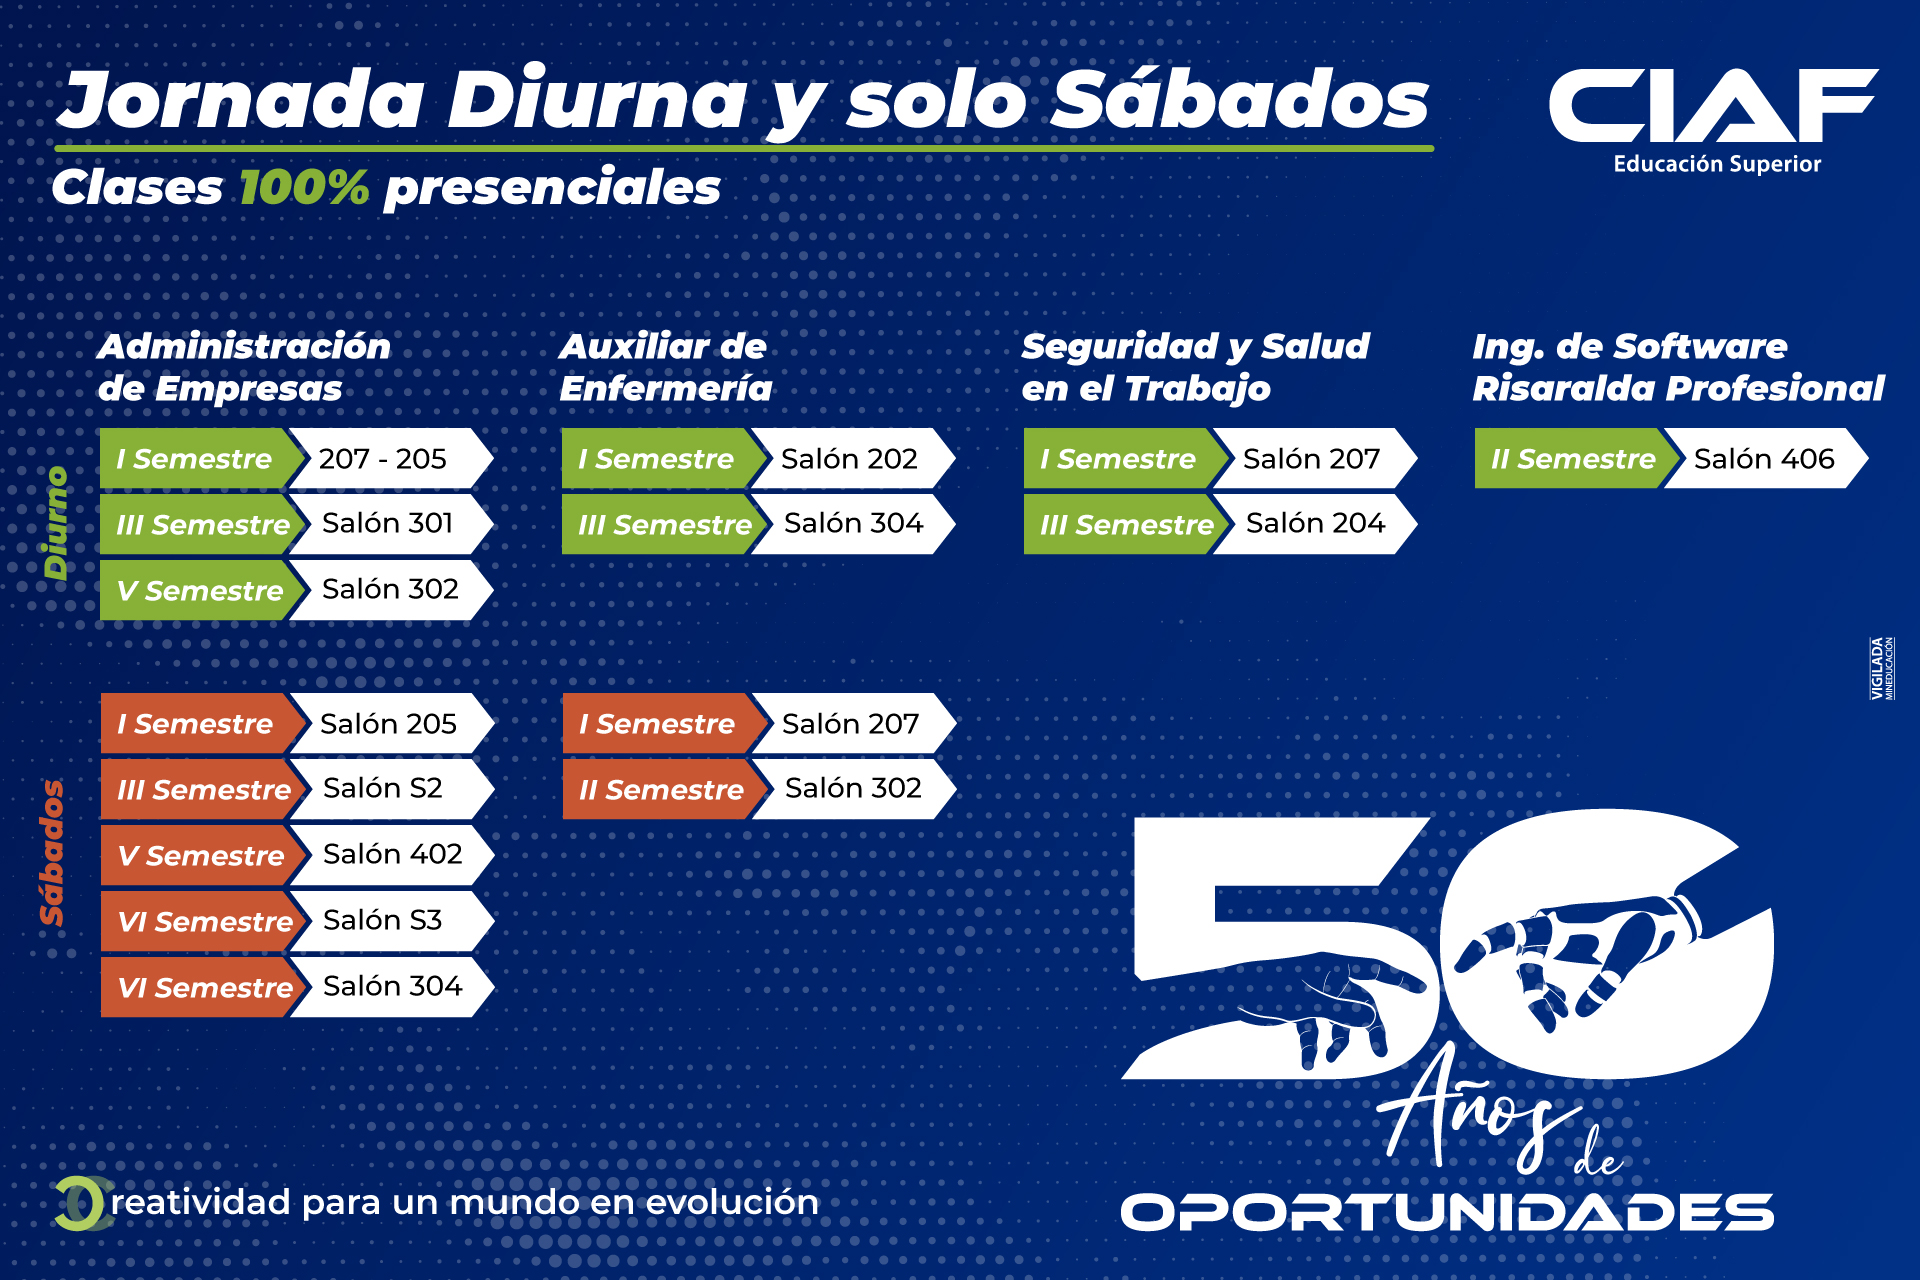 Jornada Diurna y solo Sábados
Clases 100% presenciales
CIAF
Educación Superior
Administración
de Empresas
Auxiliar de
Enfermería
Seguridad y Salud
en el Trabajo
Ing. de Software
Risaralda Profesional
Diurno
I Semestre 207 - 205
III Semestre Salón 301
V Semestre Salón 302
I Semestre Salón 202
III Semestre Salón 304
I Semestre Salón 207
III Semestre Salón 204
II Semestre Salón 406
VIGILADA
MINEDUCACIÓN
Sábados
I Semestre Salón 205
III Semestre Salón S2
V Semestre Salón 402
VI Semestre Salón S3
VI Semestre Salón 304
I Semestre Salón 207
II Semestre Salón 302
50
Años
de
OPORTUNIDADES
Creatividad para un mundo en evolución